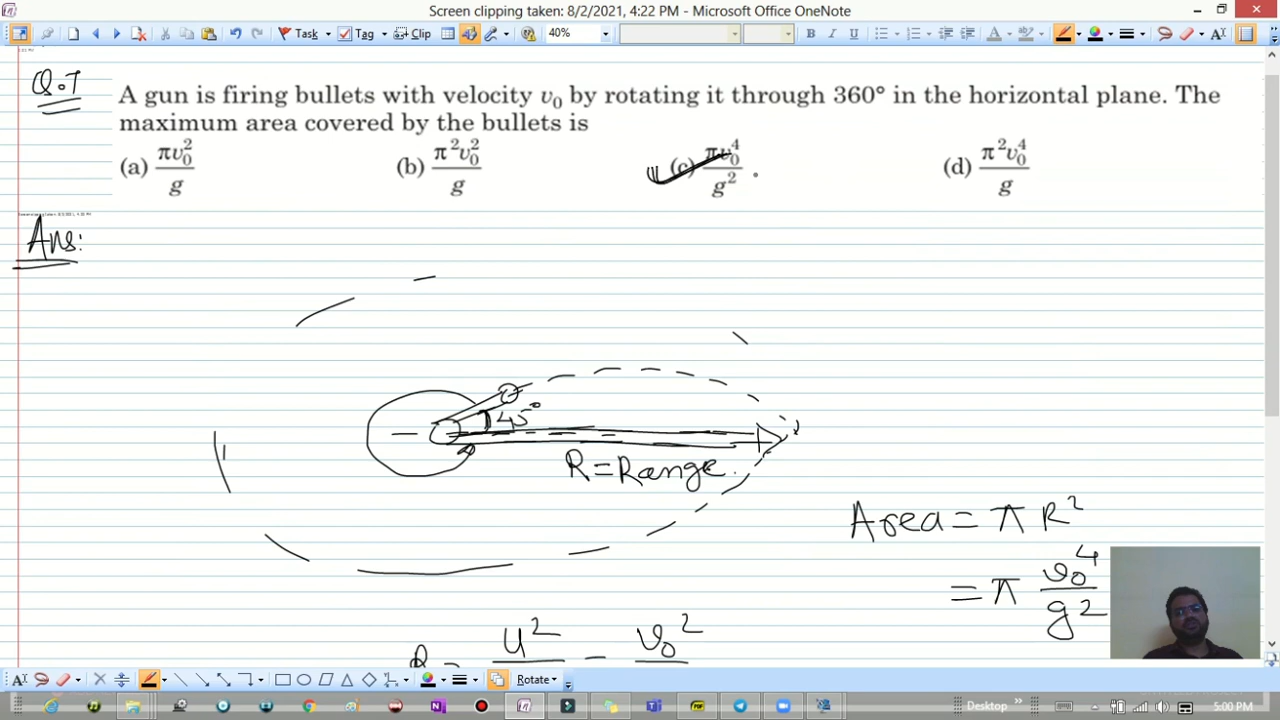 Screen clipping taken: 8/2/2021, 4:22 PM - Microsoft Office OneNote
Task Tag Clip 40% B I U
Q.7
A gun is firing bullets with velocity v₀ by rotating it through 360° in the horizontal plane. The
maximum area covered by the bullets is
(a) πv₀²/g (b) π²v₀²/g (c) πv₀⁴/g² (d) π²v₀⁴/g
Ans:
45°
R = Range.
Area = π R²
= π v₀⁴/g²
R = u² = v₀²
Rotate
Desktop 5:00 PM